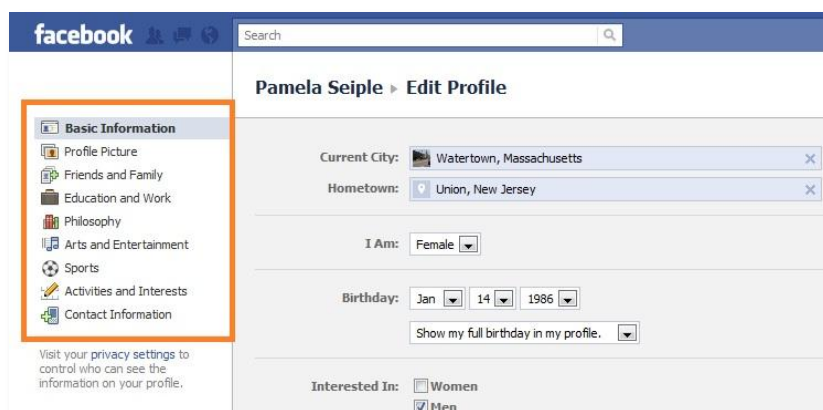 facebook
Search
Pamela Seiple ▸ Edit Profile
Basic Information
Profile Picture
Friends and Family
Education and Work
Philosophy
Arts and Entertainment
Sports
Activities and Interests
Contact Information
Visit your privacy settings to
control who can see the
information on your profile.
Current City: Watertown, Massachusetts
Hometown: Union, New Jersey
I Am: Female
Birthday: Jan 14 1986
Show my full birthday in my profile.
Interested In: Women
Men